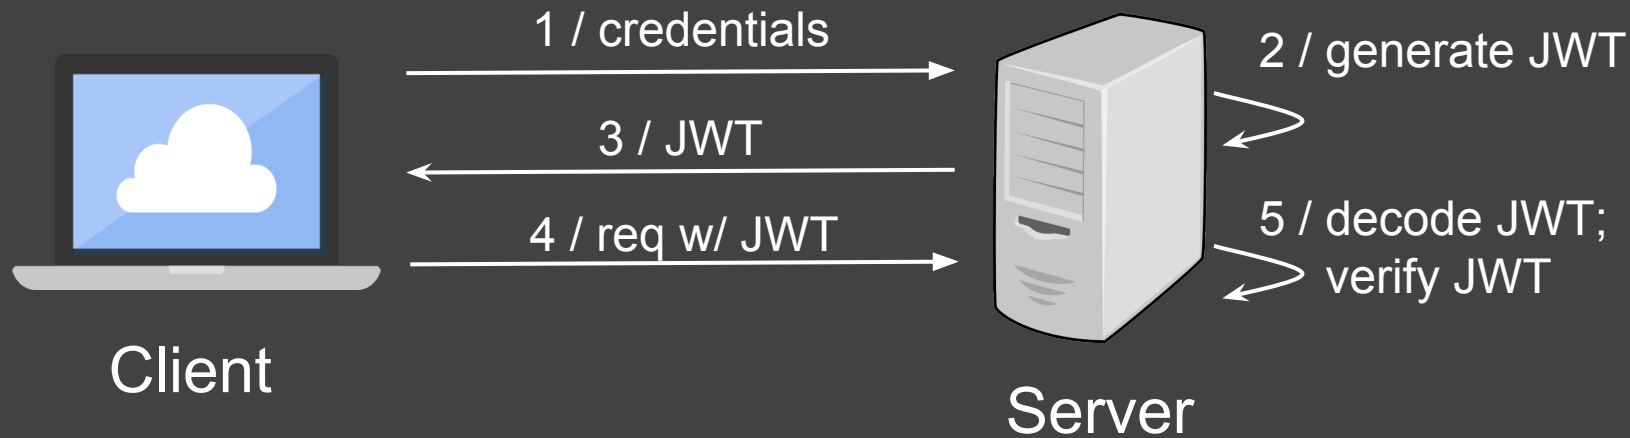 1 / credentials
2 / generate JWT
3 / JWT
4 / req w/ JWT
5 / decode JWT;
verify JWT
Client
Server